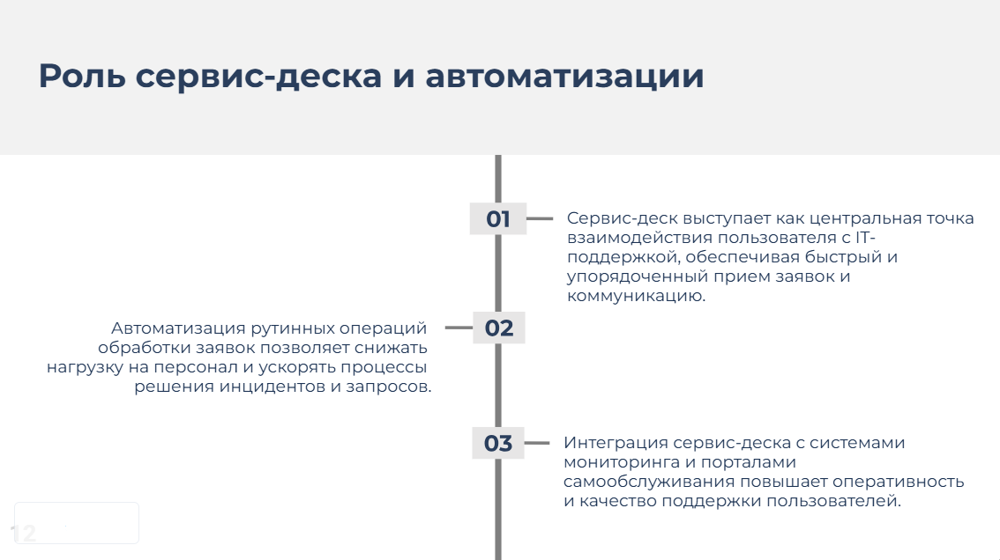 Роль сервис-деска и автоматизации
01
Сервис-деск выступает как центральная точка
взаимодействия пользователя с IT-
поддержкой, обеспечивая быстрый и
упорядоченный прием заявок и
коммуникацию.
02
Автоматизация рутинных операций
обработки заявок позволяет снижать
нагрузку на персонал и ускорять процессы
решения инцидентов и запросов.
03
Интеграция сервис-деска с системами
мониторинга и порталами
самообслуживания повышает оперативность
и качество поддержки пользователей.
12